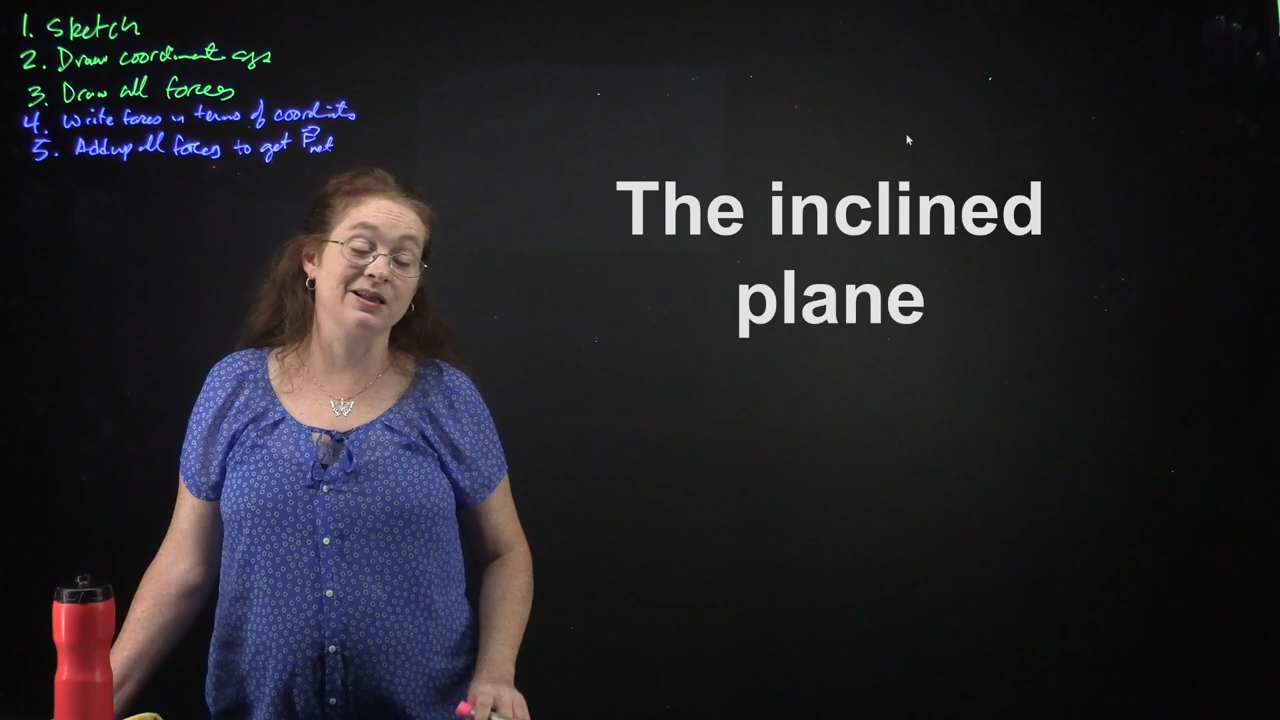 1. Sketch
2. Draw coordinate sys
3. Draw all forces
4. Write forces in terms of coordinates
5. Add up all forces to get F net
The inclined
plane